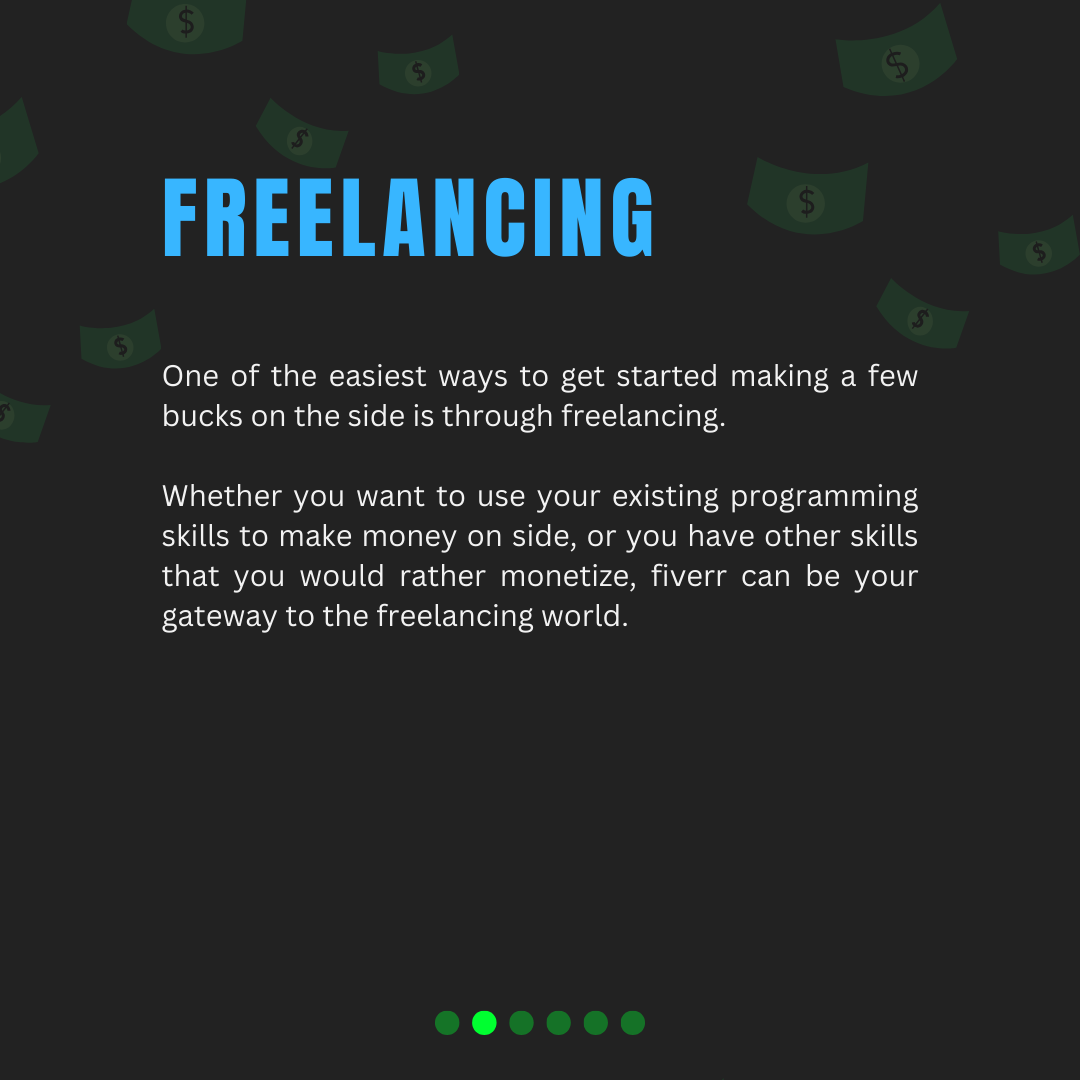 FREELANCING
One of the easiest ways to get started making a few
bucks on the side is through freelancing.
Whether you want to use your existing programming
skills to make money on side, or you have other skills
that you would rather monetize, fiverr can be your
gateway to the freelancing world.